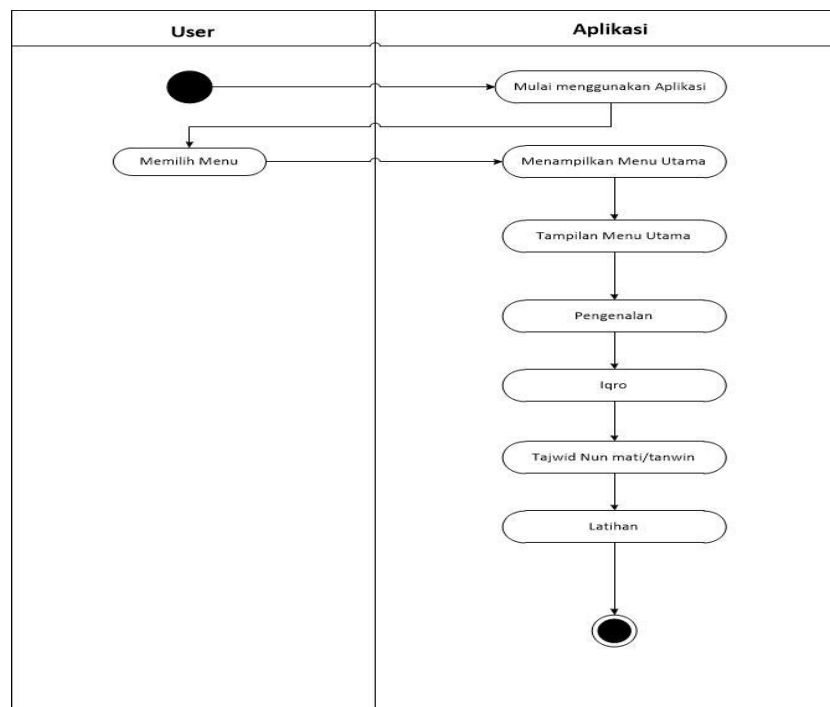 User
Aplikasi
Mulai menggunakan Aplikasi
Memilih Menu
Menampilkan Menu Utama
Tampilan Menu Utama
Pengenalan
Iqro
Tajwid Nun mati/tanwin
Latihan